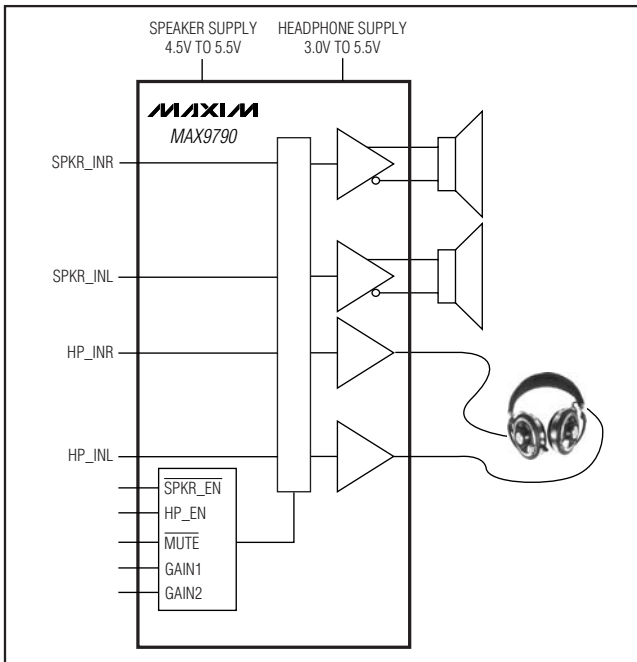 SPEAKER SUPPLY
4.5V TO 5.5V
HEADPHONE SUPPLY
3.0V TO 5.5V
MAXIM
MAX9790
SPKR_INR
SPKR_INL
HP_INR
HP_INL
SPKR_EN
HP_EN
MUTE
GAIN1
GAIN2